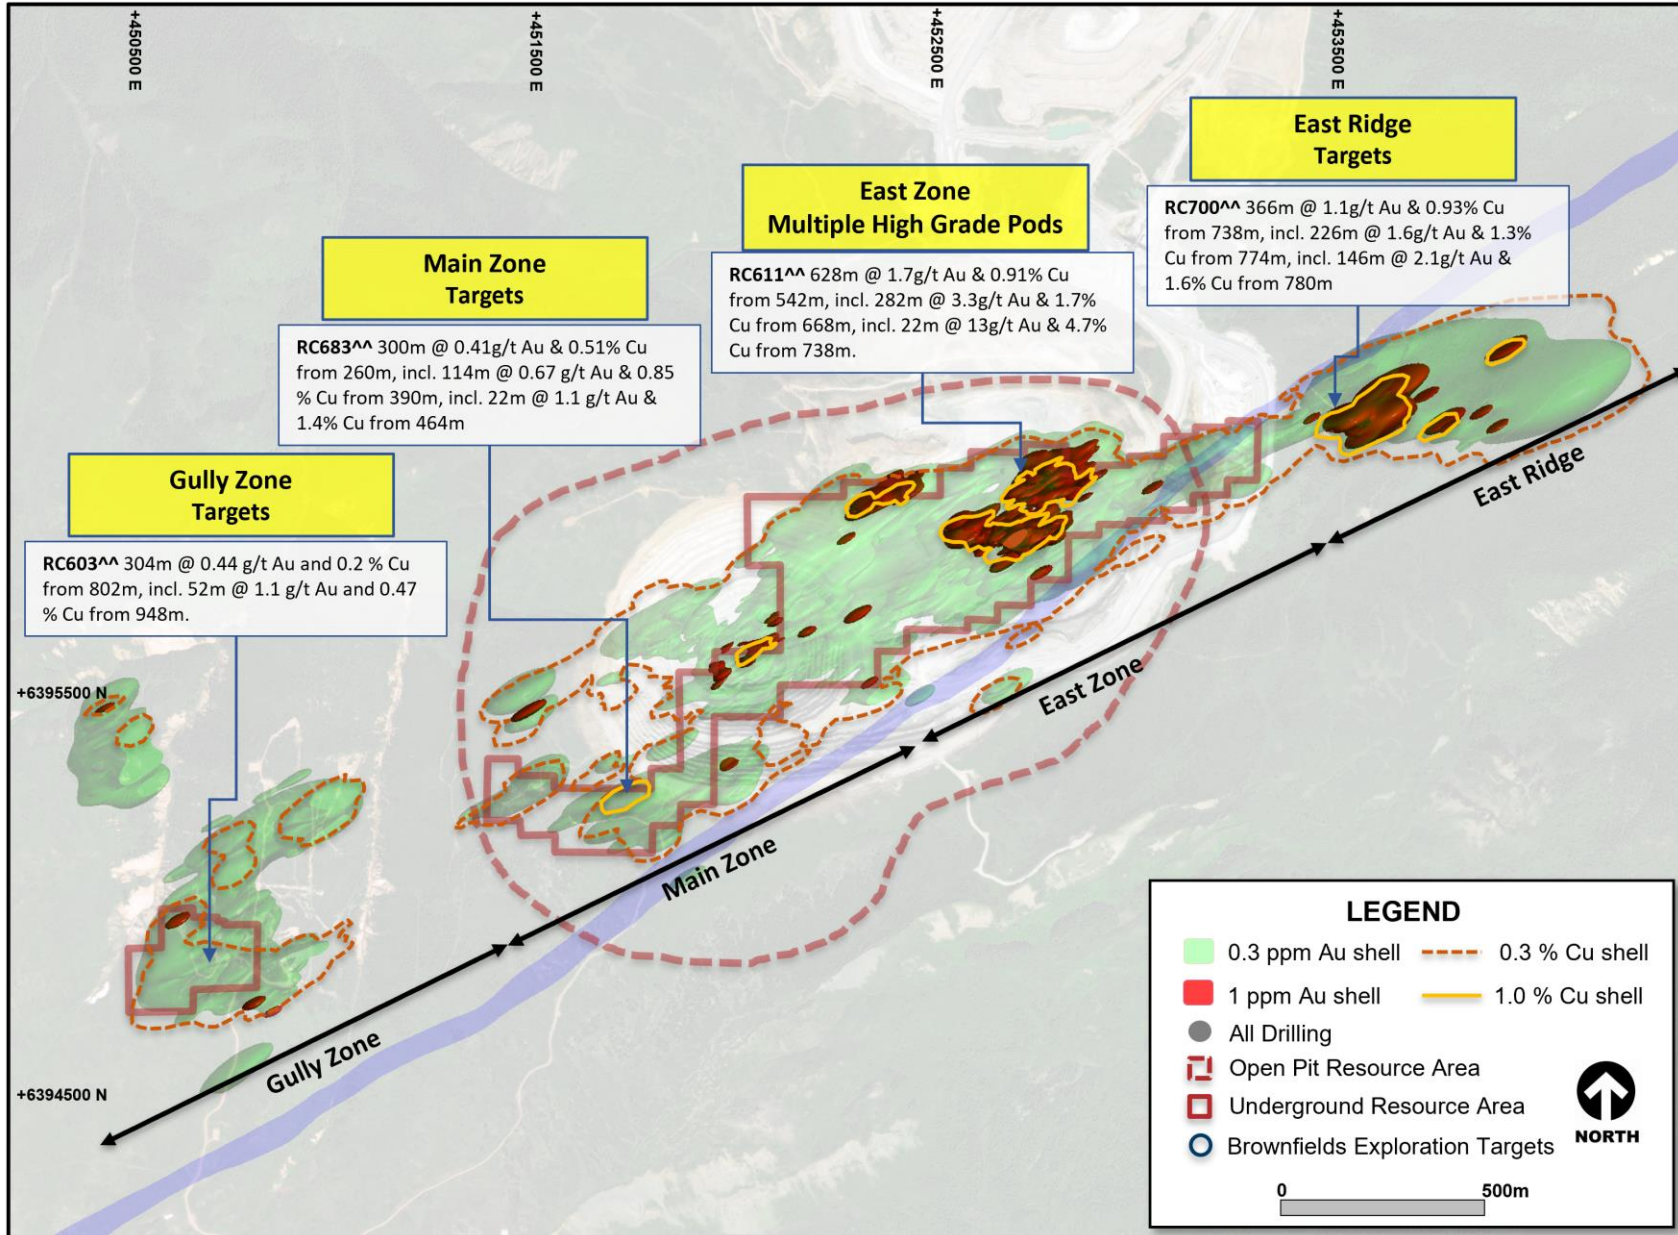 +450500 E
+451500 E
+452500 E
+453500 E
East Ridge
Targets
RC700^^ 366m @ 1.1g/t Au & 0.93% Cu
from 738m, incl. 226m @ 1.6g/t Au & 1.3%
Cu from 774m, incl. 146m @ 2.1g/t Au &
1.6% Cu from 780m
East Zone
Multiple High Grade Pods
RC611^^ 628m @ 1.7g/t Au & 0.91% Cu
from 542m, incl. 282m @ 3.3g/t Au & 1.7%
Cu from 668m, incl. 22m @ 13g/t Au & 4.7%
Cu from 738m.
Main Zone
Targets
RC683^^ 300m @ 0.41g/t Au & 0.51% Cu
from 260m, incl. 114m @ 0.67 g/t Au & 0.85
% Cu from 390m, incl. 22m @ 1.1 g/t Au &
1.4% Cu from 464m
Gully Zone
Targets
RC603^^ 304m @ 0.44 g/t Au and 0.2 % Cu
from 802m, incl. 52m @ 1.1 g/t Au and 0.47
% Cu from 948m.
+6395500 N
+6394500 N
Gully Zone
Main Zone
East Zone
East Ridge
LEGEND
0.3 ppm Au shell
0.3 % Cu shell
1 ppm Au shell
1.0 % Cu shell
All Drilling
Open Pit Resource Area
Underground Resource Area
Brownfields Exploration Targets
NORTH
0 500m